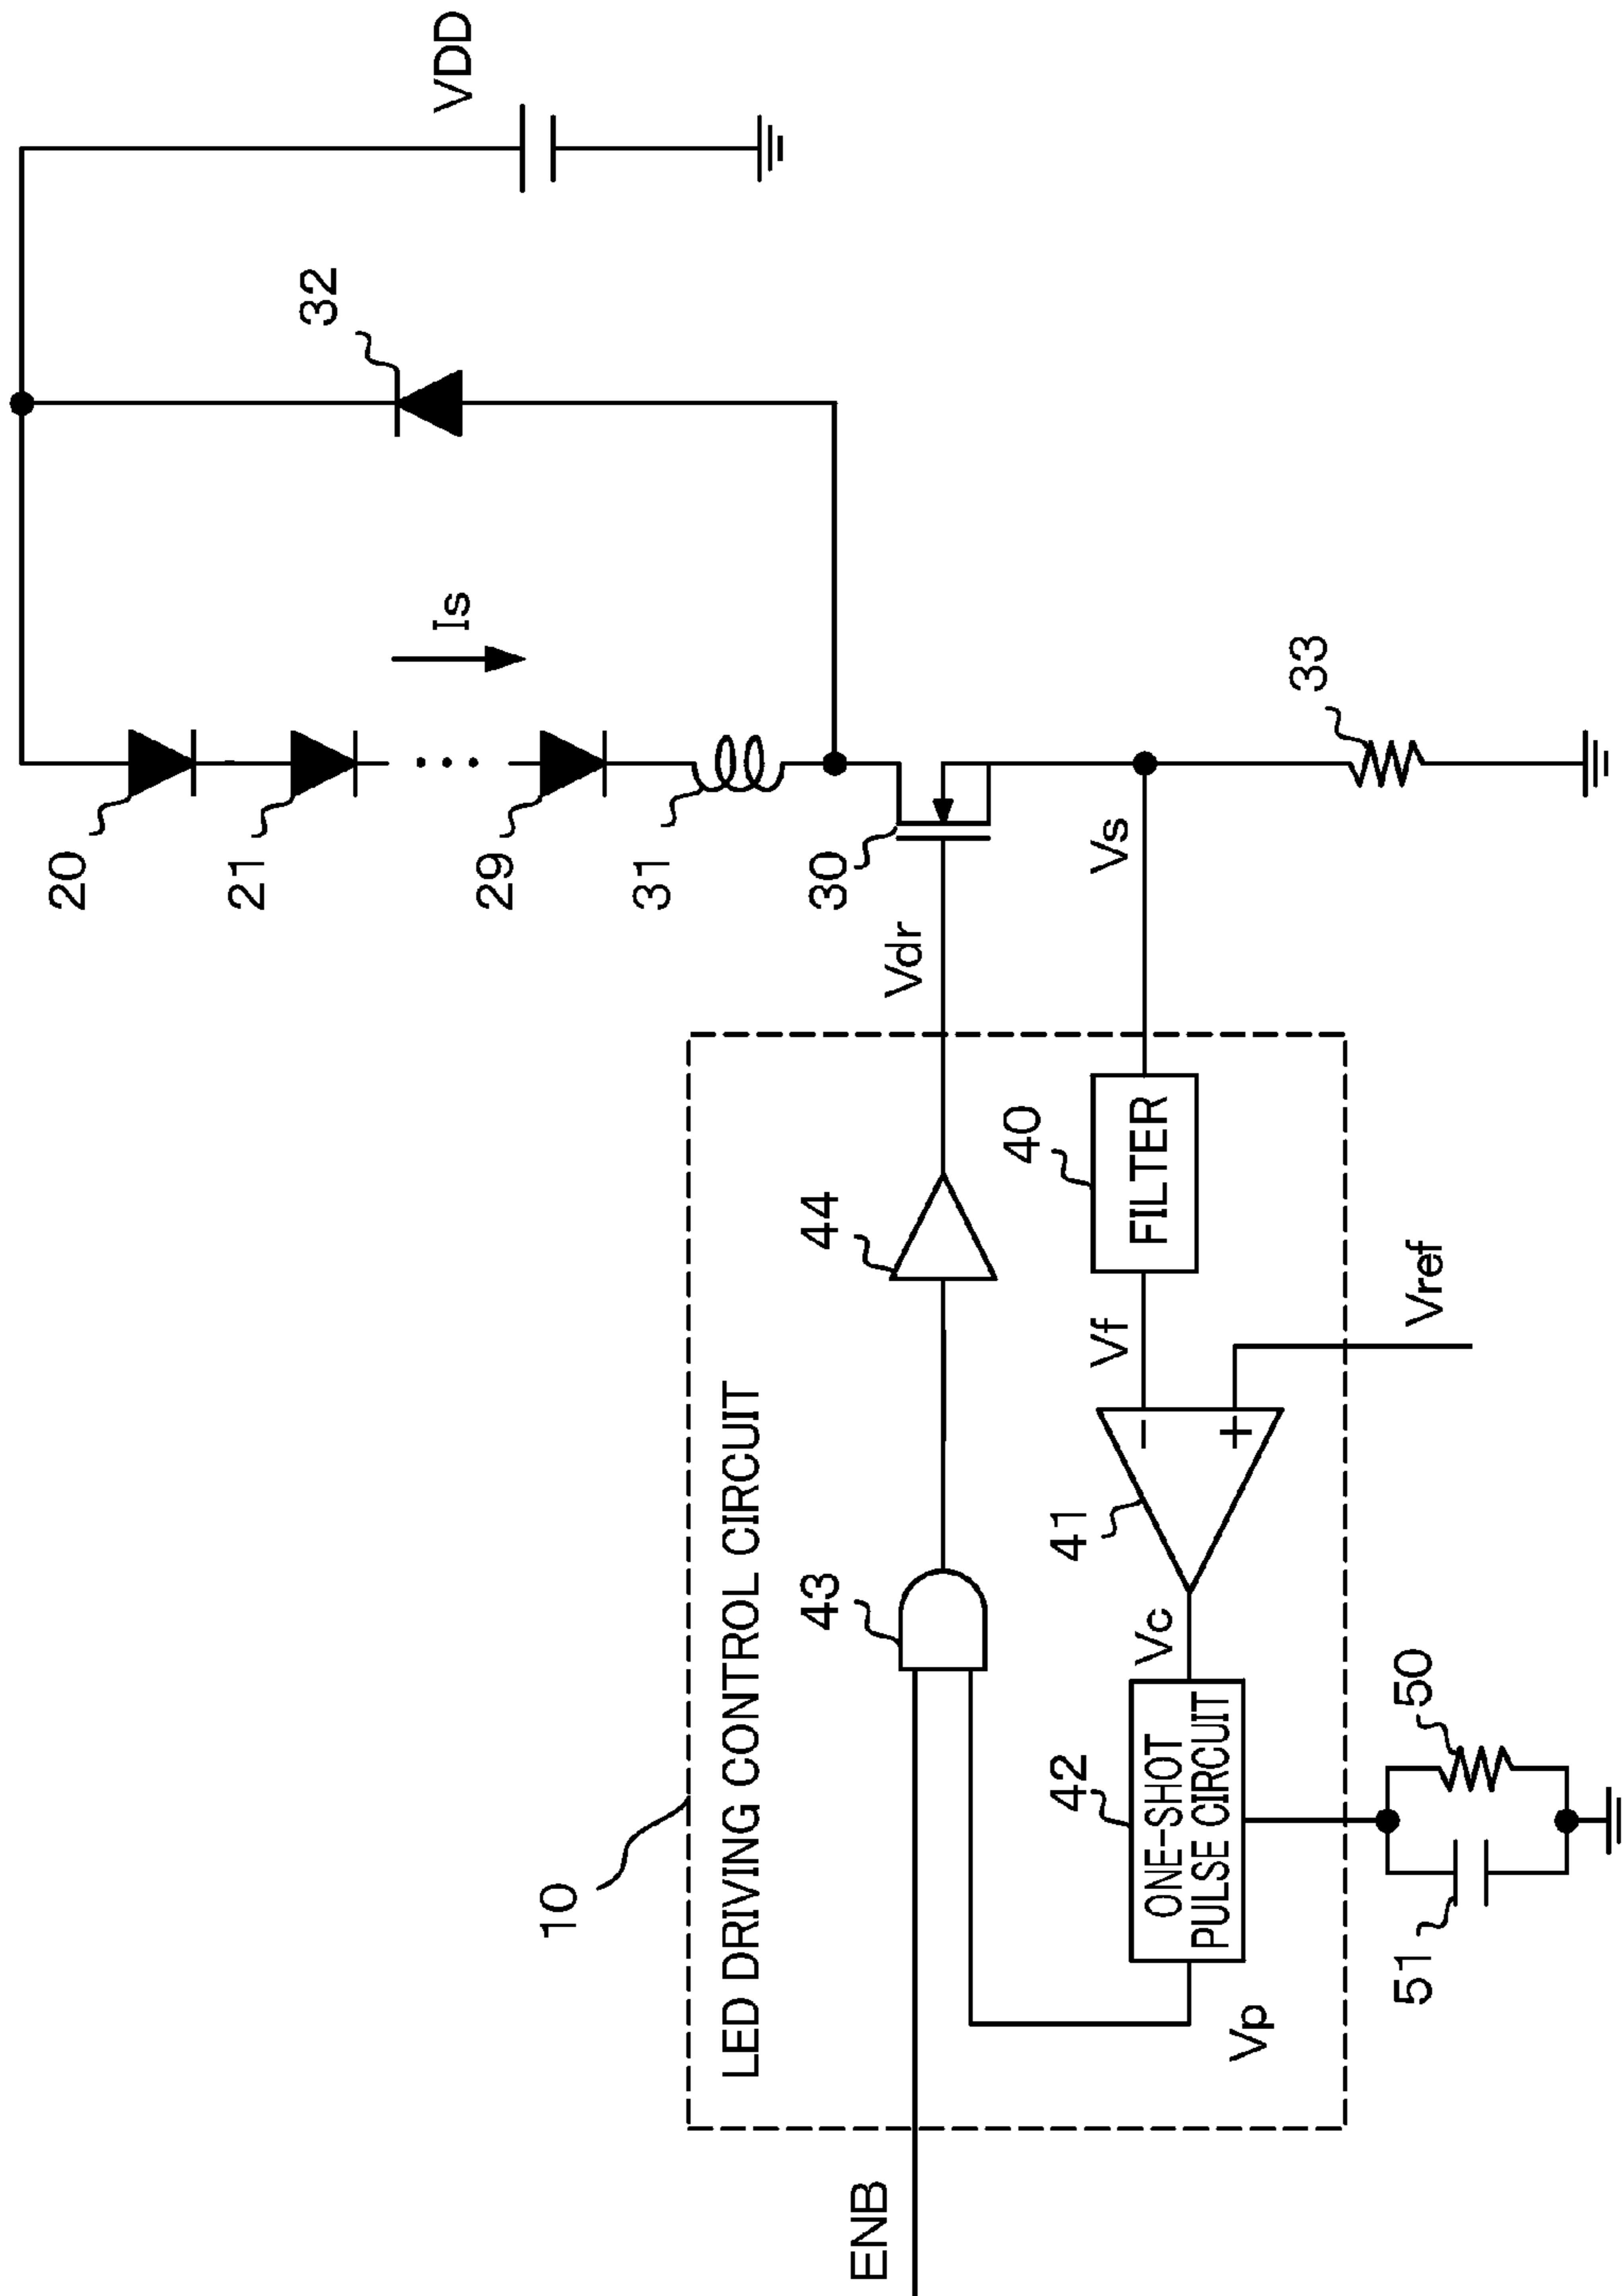 VDD
32
Is
20
21
29
31
30
33
Vdr
Vs
10
LED DRIVING CONTROL CIRCUIT
44
40
FILTER
Vf
43
41
-
+
Vref
Vc
42
ONE-SHOT
PULSE CIRCUIT
Vp
50
51
ENB